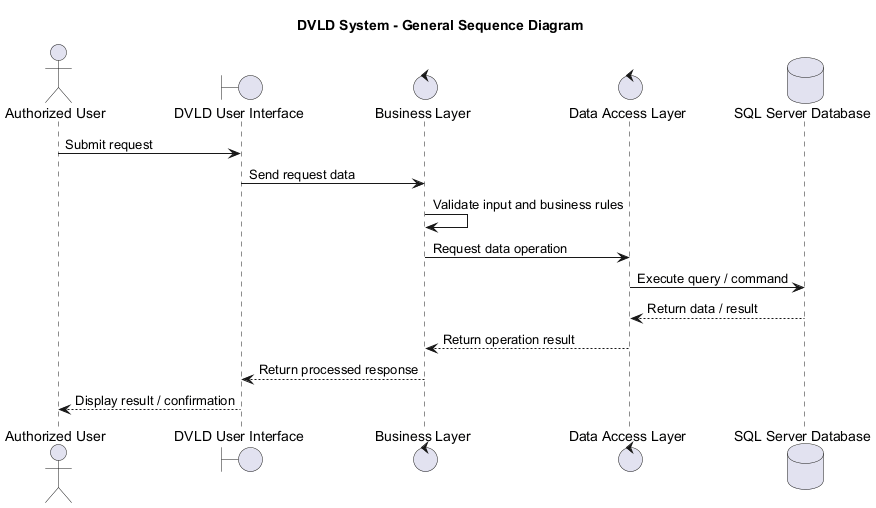 DVLD System - General Sequence Diagram
Authorized User
DVLD User Interface
Business Layer
Data Access Layer
SQL Server Database
Submit request
Send request data
Validate input and business rules
Request data operation
Execute query / command
Return data / result
Return operation result
Return processed response
Display result / confirmation
Authorized User
DVLD User Interface
Business Layer
Data Access Layer
SQL Server Database